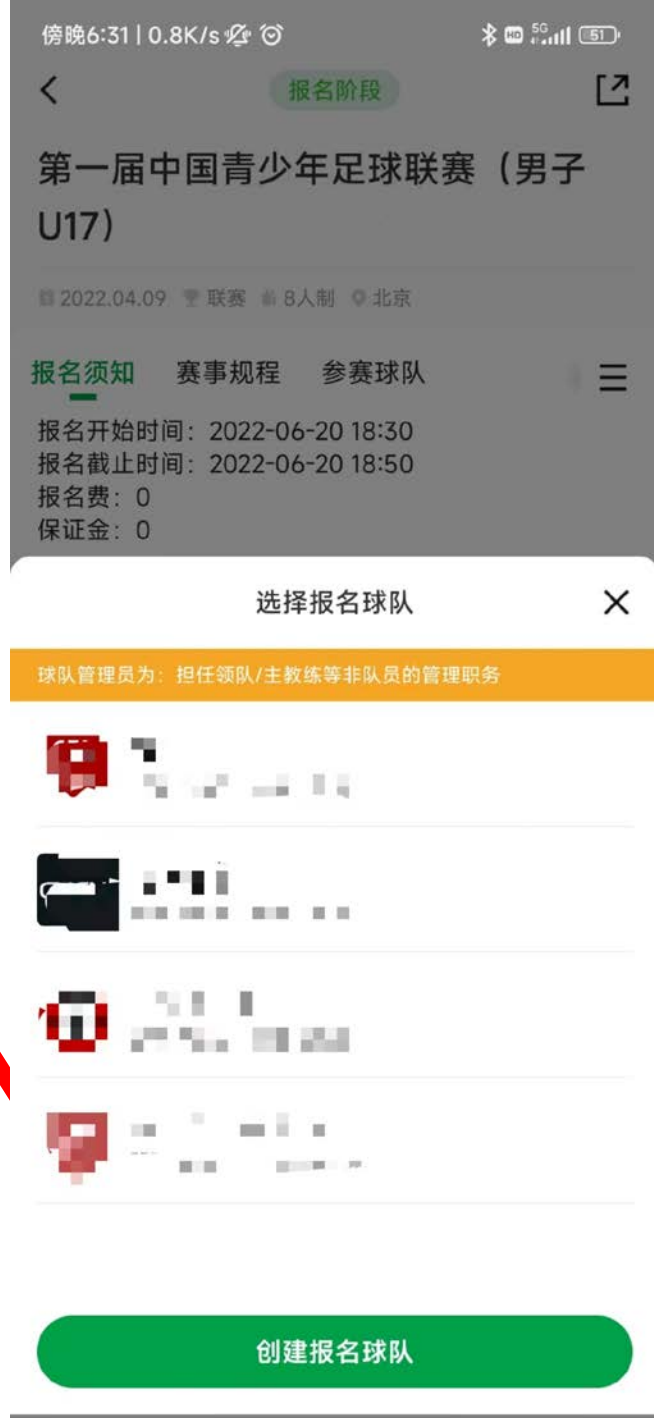 傍晚6:31 | 0.8K/s
HD 5G 51
报名阶段
第一届中国青少年足球联赛（男子
U17）
2022.04.09 联赛 8人制 北京
报名须知 赛事规程 参赛球队
报名开始时间：2022-06-20 18:30
报名截止时间：2022-06-20 18:50
报名费：0
保证金：0
选择报名球队
球队管理员为：担任领队/主教练等非队员的管理职务
创建报名球队